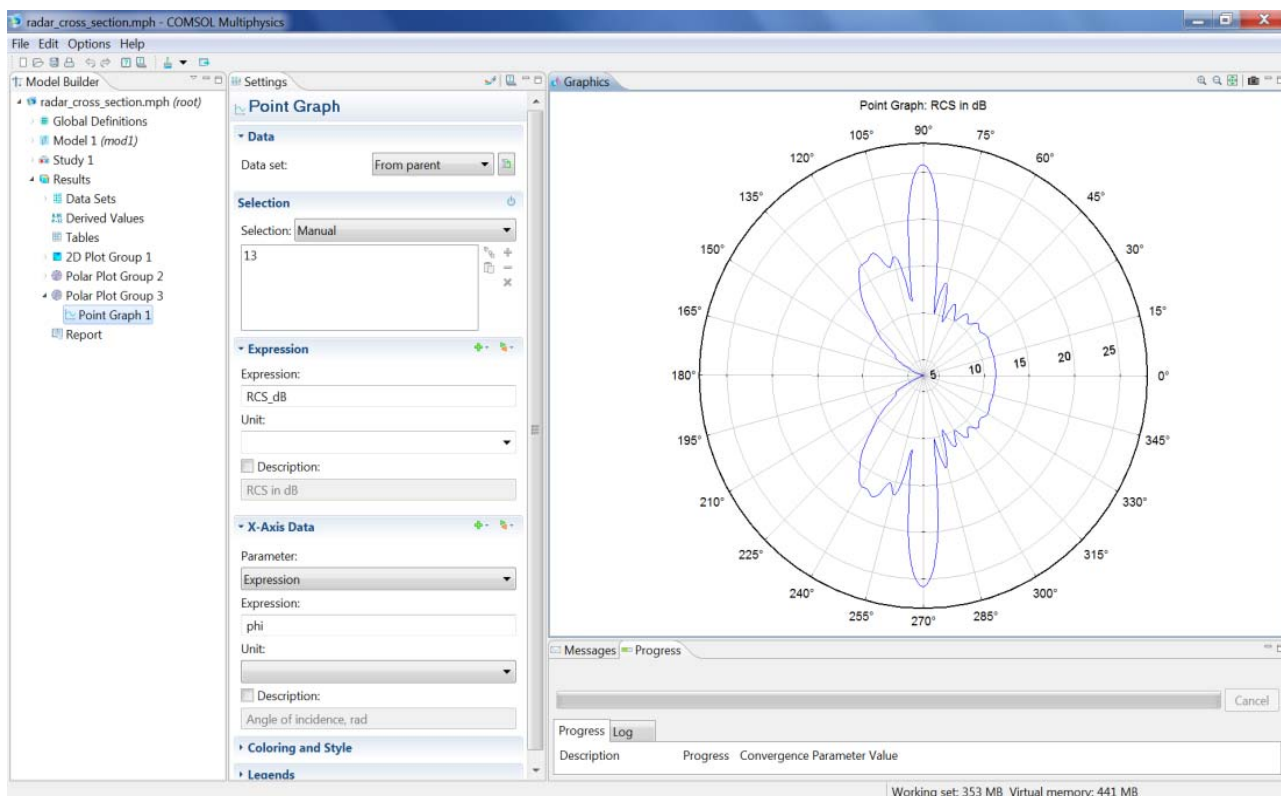 radar_cross_section.mph - COMSOL Multiphysics
File Edit Options Help
Model Builder
radar_cross_section.mph (root)
Global Definitions
Model 1 (mod1)
Study 1
Results
Data Sets
Derived Values
Tables
2D Plot Group 1
Polar Plot Group 2
Polar Plot Group 3
Point Graph 1
Report
Settings
Point Graph
Data
Data set: From parent
Selection
Selection: Manual
13
Expression
Expression:
RCS_dB
Unit:
Description:
RCS in dB
X-Axis Data
Parameter:
Expression
Expression:
phi
Unit:
Description:
Angle of incidence, rad
Coloring and Style
Legends
Graphics
Point Graph: RCS in dB
105° 90° 75°
120° 60°
135° 45°
150° 30°
165° 15°
5 10 15 20 25
180° 0°
195° 345°
210° 330°
225° 315°
240° 300°
255° 270° 285°
Messages Progress
Cancel
Progress Log
Description Progress Convergence Parameter Value
Working set: 353 MB Virtual memory: 441 MB